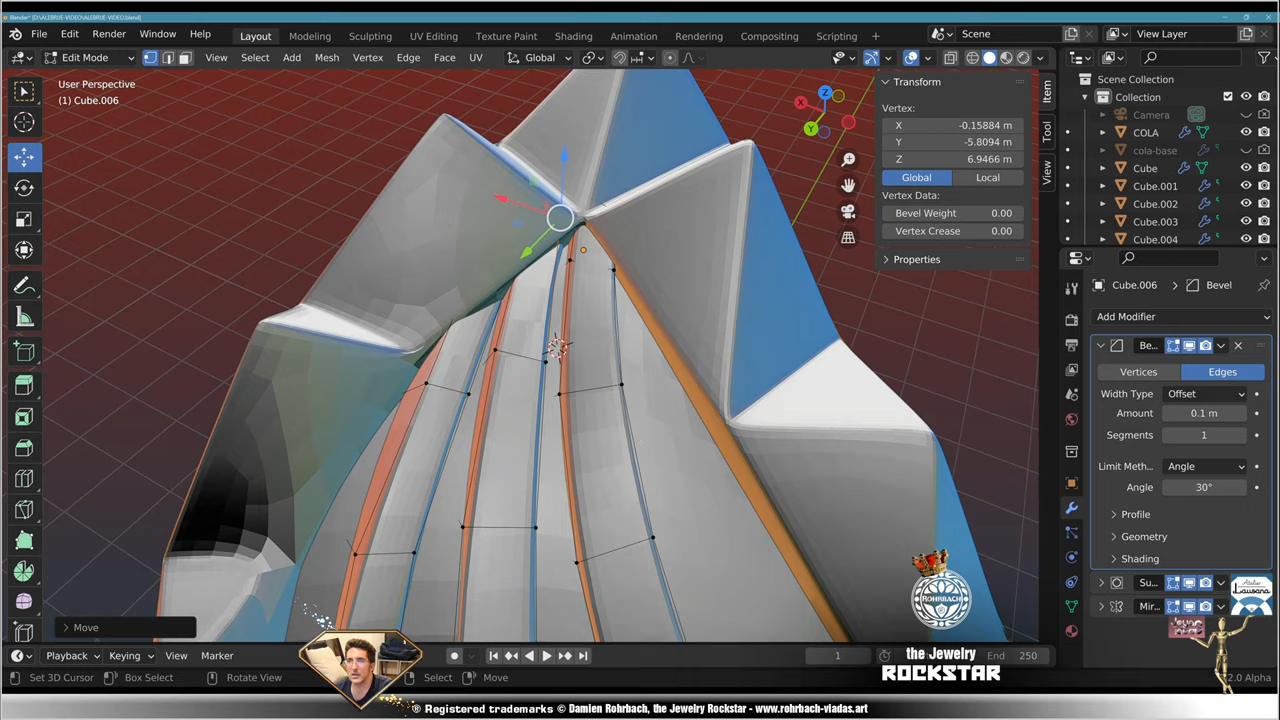 Blender* [D:\ALEBRIJE-VIDEO\ALEBRIJE-VIDEO.blend]
File Edit Render Window Help
Layout Modeling Sculpting UV Editing Texture Paint Shading Animation Rendering Compositing Scripting +
Scene
View Layer
Edit Mode
View Select Add Mesh Vertex Edge Face UV
Global
User Perspective
(1) Cube.006
Z
X
Y
Transform
Vertex:
X -0.15884 m
Y -5.8094 m
Z 6.9466 m
Global Local
Vertex Data:
Bevel Weight 0.00
Vertex Crease 0.00
Properties
Item
Tool
View
Scene Collection
Collection
Camera
COLA
cola-base
Cube
Cube.001
Cube.002
Cube.003
Cube.004
Cube.006 > Bevel
Add Modifier
Be...
Vertices Edges
Width Type Offset
Amount 0.1 m
Segments 1
Limit Meth... Angle
Angle 30°
Profile
Geometry
Shading
Su...
Mir...
Atelier
Lausana
ROHRBACH
Move
Playback Keying View Marker
1
End 250
the Jewelry
ROCKSTAR
Set 3D Cursor Box Select Rotate View Select Move
2.0 Alpha
® Registered trademarks © Damien Rohrbach, the Jewelry Rockstar - www.rohrbach-viadas.art